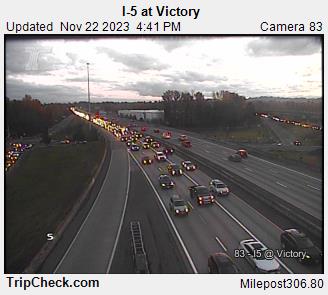 I-5 at Victory
Updated Nov 22 2023 4:41 PM Camera 83
S
83 - I5 @ Victory
TripCheck.com Milepost306.80